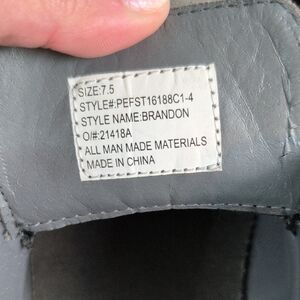 SIZE:7.5
STYLE#:PEFST16188C1-4
STYLE NAME:BRANDON
O/#:21418A
ALL MAN MADE MATERIALS
MADE IN CHINA